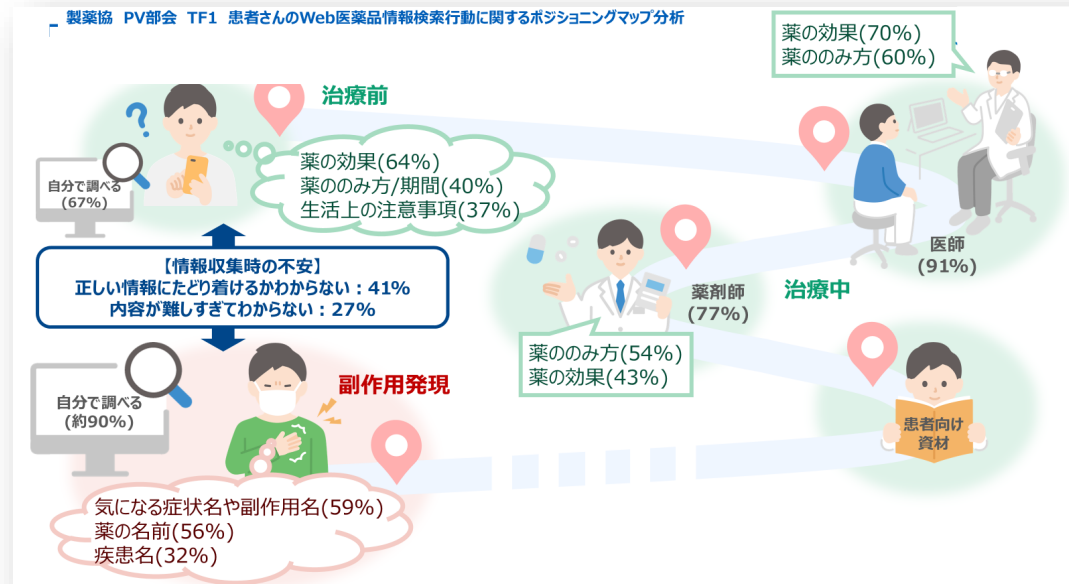 製薬協 PV部会 TF1 患者さんのWeb医薬品情報検索行動に関するポジショニングマップ分析
薬の効果(70%)
薬ののみ方(60%)
治療前
薬の効果(64%)
薬ののみ方/期間(40%)
生活上の注意事項(37%)
自分で調べる
(67%)
医師
(91%)
【情報収集時の不安】
正しい情報にたどり着けるかわからない：41%
内容が難しすぎてわからない：27%
薬剤師
(77%)
治療中
薬ののみ方(54%)
薬の効果(43%)
副作用発現
自分で調べる
(約90%)
患者向け
資材
気になる症状名や副作用名(59%)
薬の名前(56%)
疾患名(32%)